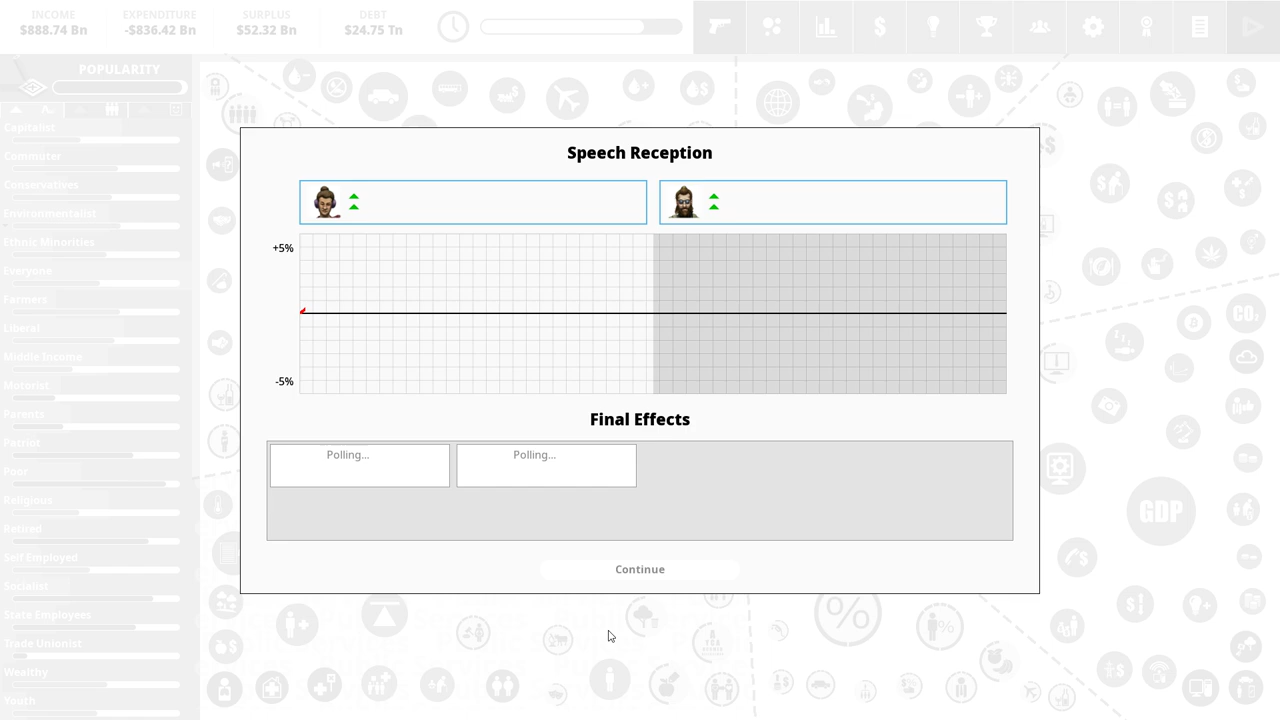 INCOME
$888.74 Bn
EXPENDITURE
-$836.42 Bn
SURPLUS
$52.32 Bn
DEBT
$24.75 Tn
POPULARITY
Capitalist
Commuter
Conservatives
Environmentalist
Ethnic Minorities
Everyone
Farmers
Liberal
Middle Income
Motorist
Parents
Patriot
Poor
Religious
Retired
Self Employed
Socialist
State Employees
Trade Unionist
Wealthy
Youth
Speech Reception
+5%
-5%
Final Effects
Polling...
Polling...
Continue
GDP
CO₂